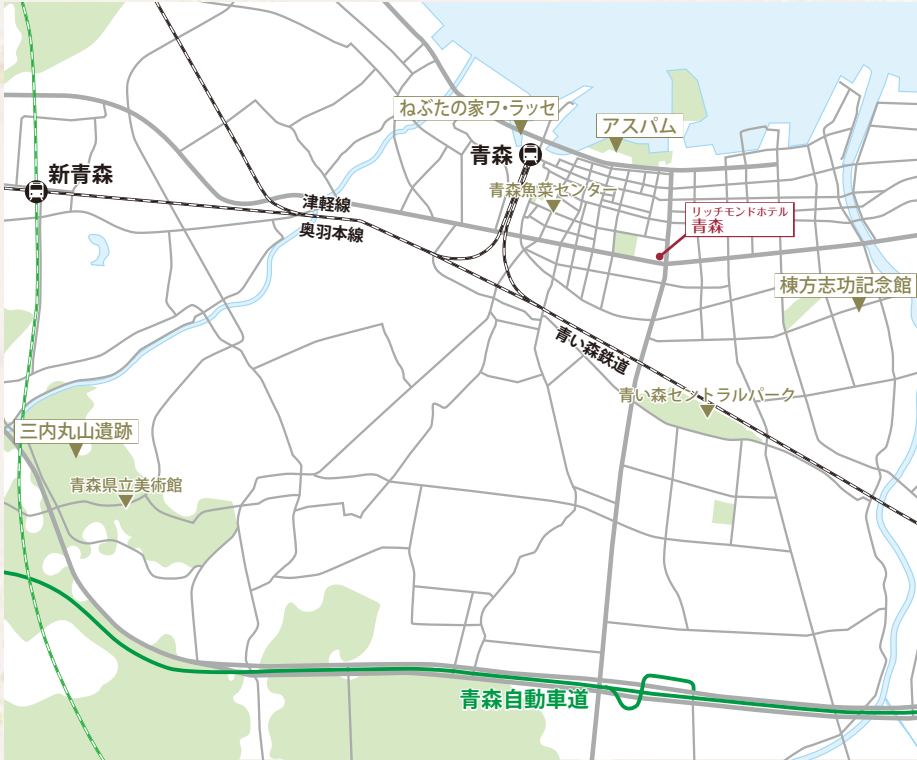 ねぶたの家ワ・ラッセ
アスパム
青森
新青森
青森魚菜センター
津軽線
リッチモンドホテル
青森
奥羽本線
棟方志功記念館
青い森鉄道
青い森セントラルパーク
三内丸山遺跡
青森県立美術館
青森自動車道